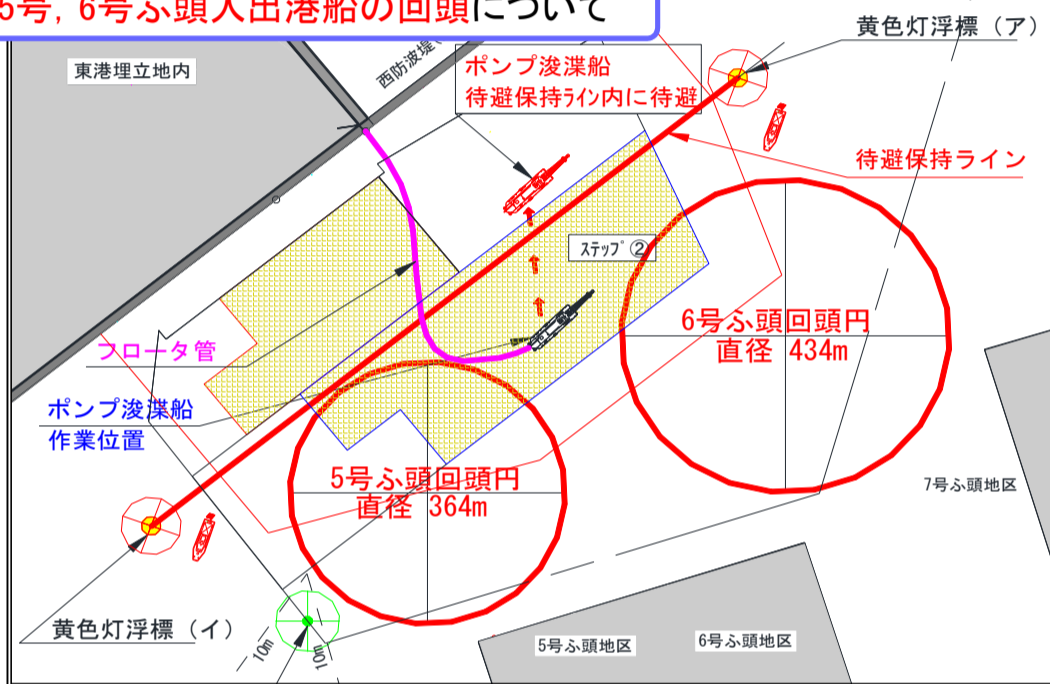 5号, 6号ふ頭入出港船の回頭について
東港埋立地内
西防波堤
ポンプ浚渫船
待避保持ライン内に待避
黄色灯浮標（ア）
待避保持ライン
ステップ②
フロータ管
ポンプ浚渫船
作業位置
6号ふ頭回頭円
直径 434m
5号ふ頭回頭円
直径 364m
7号ふ頭地区
黄色灯浮標（イ）
10m
10m
5号ふ頭地区
6号ふ頭地区